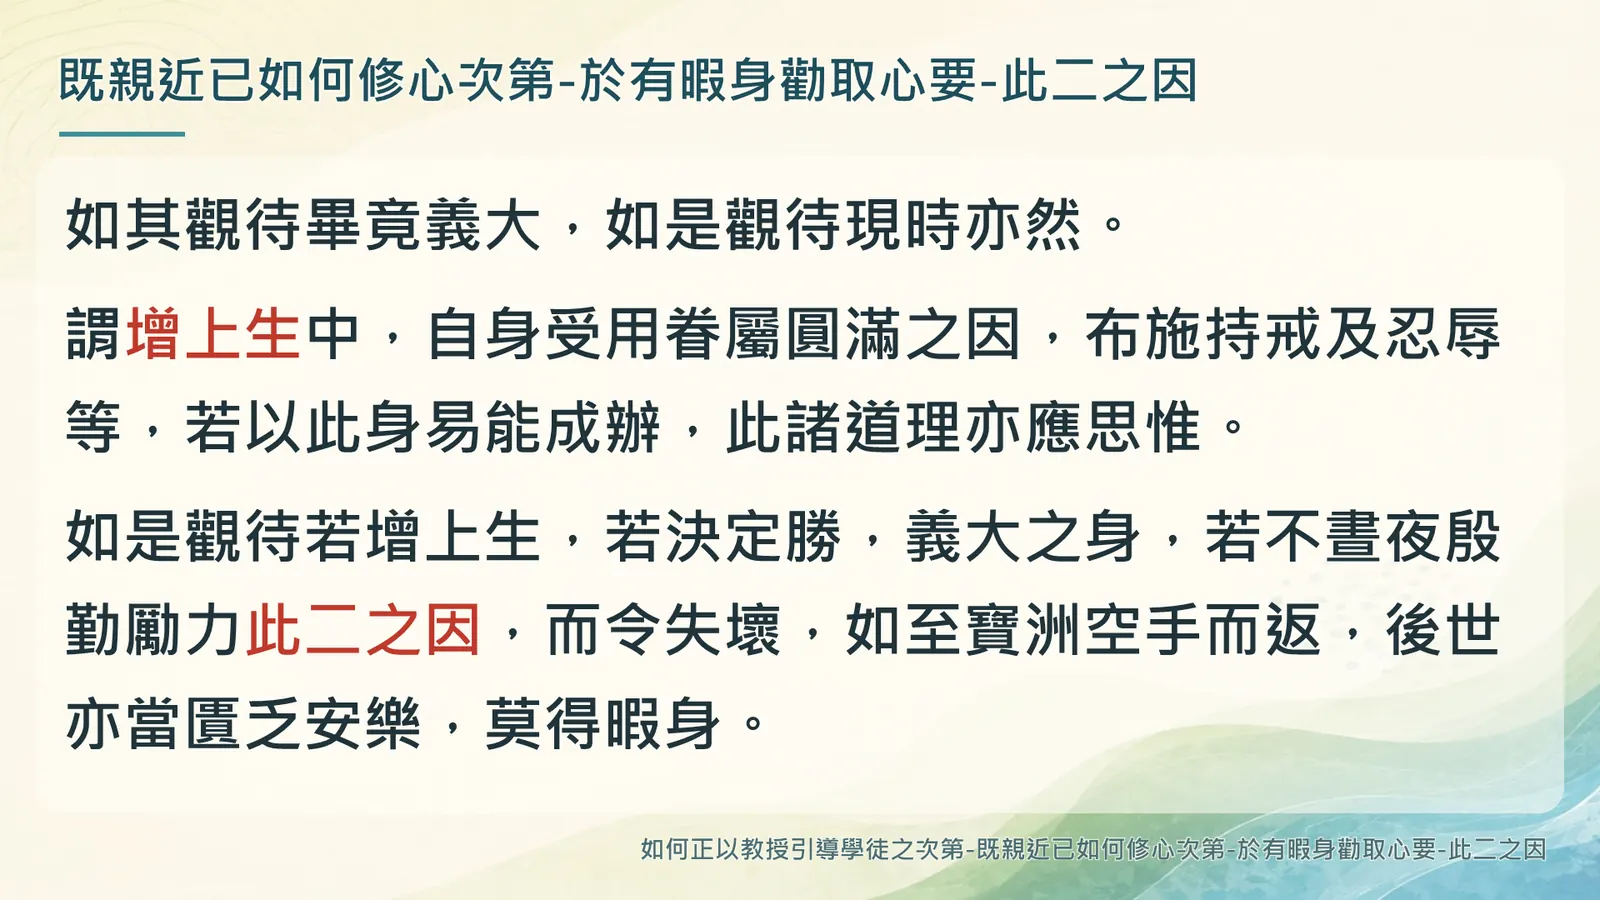 既親近已如何修心次第-於有暇身勸取心要-此二之因
如其觀待畢竟義大，如是觀待現時亦然。
謂增上生中，自身受用眷屬圓滿之因，布施持戒及忍辱
等，若以此身易能成辦，此諸道理亦應思惟。
如是觀待若增上生，若決定勝，義大之身，若不晝夜殷
勤勵力此二之因，而令失壞，如至寶洲空手而返，後世
亦當匱乏安樂，莫得暇身。
如何正以教授引導學徒之次第-既親近已如何修心次第-於有暇身勸取心要-此二之因